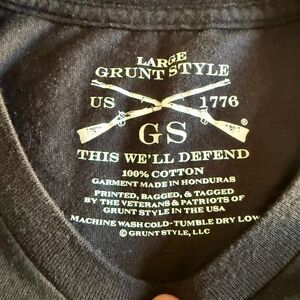 LARGE
GRUNT STYLE
US 1776
GS ®
THIS WE'LL DEFEND
100% COTTON
GARMENT MADE IN HONDURAS
PRINTED, BAGGED, & TAGGED
BY THE VETERANS & PATRIOTS OF
GRUNT STYLE IN THE USA
MACHINE WASH COLD-TUMBLE DRY LOW
© GRUNT STYLE, LLC